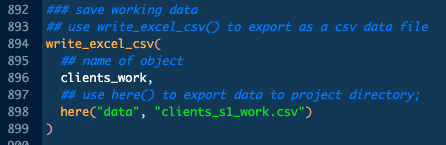 892 ### save working data
893 ## use write_excel_csv() to export as a csv data file
894 write_excel_csv(
895 ## name of object
896 clients_work,
897 ## use here() to export data to project directory;
898 here("data", "clients_s1_work.csv")
899 )